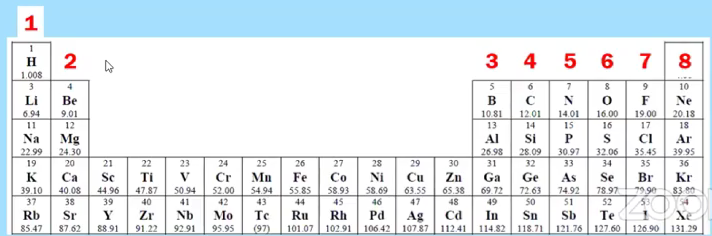 1
1
H
1.008
2
3 4 5 6 7 8
3 4 5 6 7 8 9 10
Li Be B C N O F Ne
6.94 9.01 10.81 12.01 14.01 16.00 19.00 20.18
11 12 13 14 15 16 17 18
Na Mg Al Si P S Cl Ar
22.99 24.30 26.98 28.09 30.97 32.06 35.45 39.95
19 20 21 22 23 24 25 26 27 28 29 30 31 32 33 34 35 36
K Ca Sc Ti V Cr Mn Fe Co Ni Cu Zn Ga Ge As Se Br Kr
39.10 40.08 44.96 47.87 50.94 52.00 54.94 55.85 58.93 58.69 63.55 65.38 69.72 72.63 74.92 78.97 79.90 83.80
37 38 39 40 41 42 43 44 45 46 47 48 49 50 51 52 53 54
Rb Sr Y Zr Nb Mo Tc Ru Rh Pd Ag Cd In Sn Sb Te I Xe
85.47 87.62 88.91 91.22 92.91 95.95 (97) 101.07 102.91 106.42 107.87 112.41 114.82 118.71 121.76 127.60 126.90 131.29